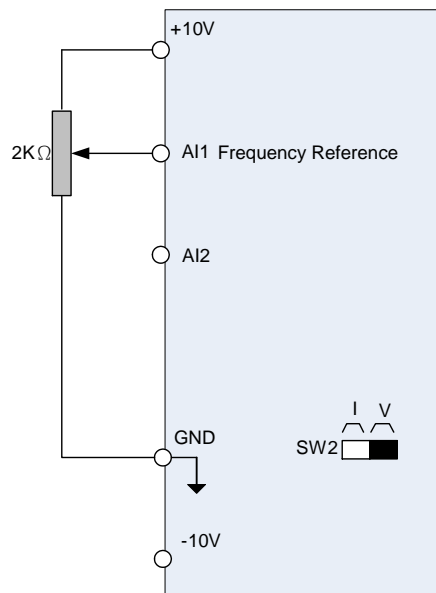 +10V
2KΩ
AI1 Frequency Reference
AI2
I V
GND
SW2
-10V